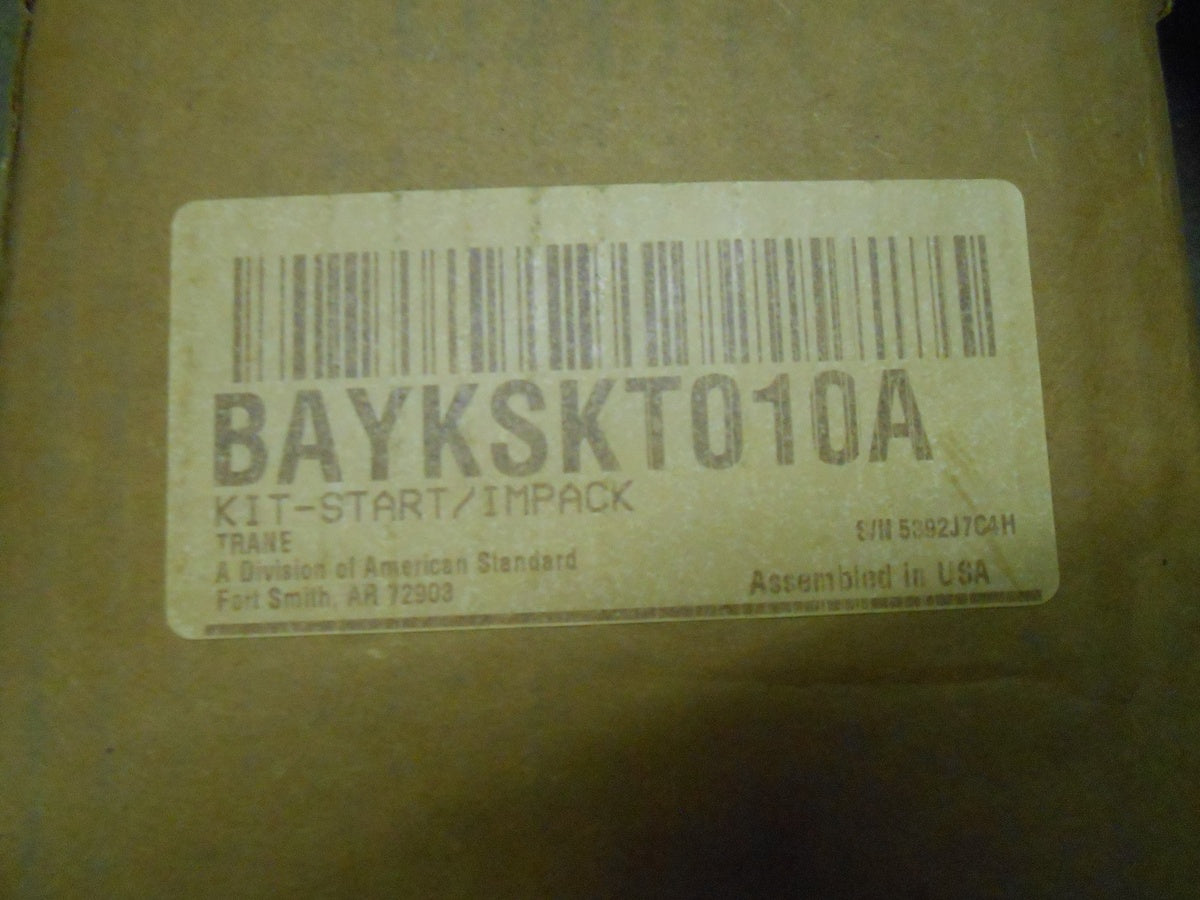 BAYKSKT010A
KIT-START/IMPACK
TRANE
S/N 5392J7C4H
A Division of American Standard
Fort Smith, AR 72903
Assembled in USA